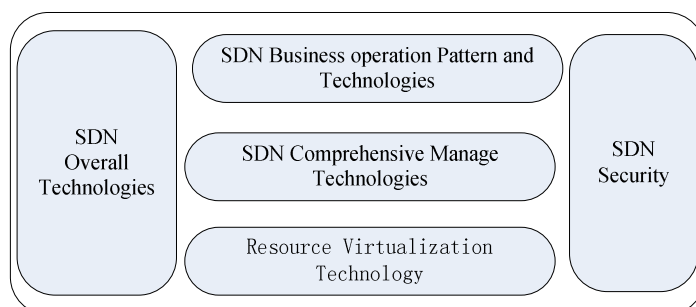 SDN
Overall
Technologies
SDN Business operation Pattern and
Technologies
SDN Comprehensive Manage
Technologies
Resource Virtualization
Technology
SDN
Security